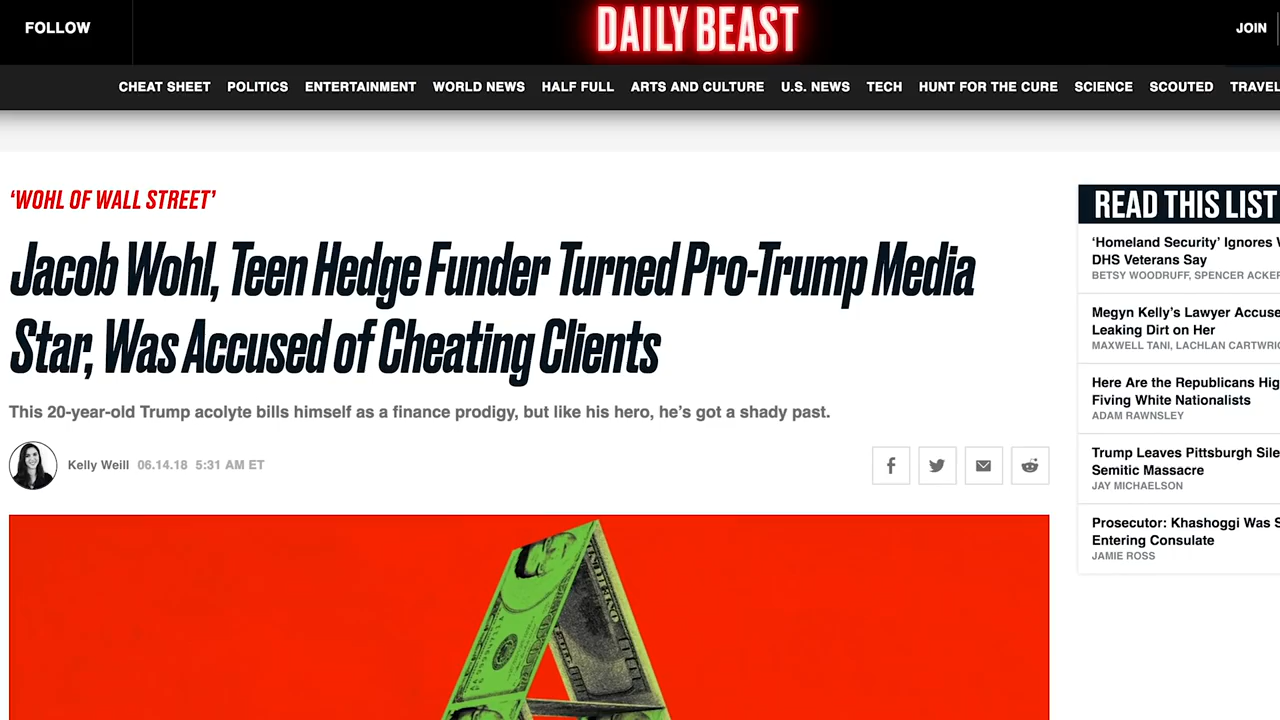 FOLLOW
DAILY BEAST
JOIN
CHEAT SHEET POLITICS ENTERTAINMENT WORLD NEWS HALF FULL ARTS AND CULTURE U.S. NEWS TECH HUNT FOR THE CURE SCIENCE SCOUTED TRAVEL
‘WOHL OF WALL STREET’
Jacob Wohl, Teen Hedge Funder Turned Pro-Trump Media
Star, Was Accused of Cheating Clients
This 20-year-old Trump acolyte bills himself as a finance prodigy, but like his hero, he’s got a shady past.
Kelly Weill 06.14.18 5:31 AM ET
READ THIS LIST
‘Homeland Security’ Ignores
DHS Veterans Say
BETSY WOODRUFF, SPENCER ACKER
Megyn Kelly’s Lawyer Accuse
Leaking Dirt on Her
MAXWELL TANI, LACHLAN CARTWRIG
Here Are the Republicans Hig
Fiving White Nationalists
ADAM RAWNSLEY
Trump Leaves Pittsburgh Sile
Semitic Massacre
JAY MICHAELSON
Prosecutor: Khashoggi Was S
Entering Consulate
JAMIE ROSS